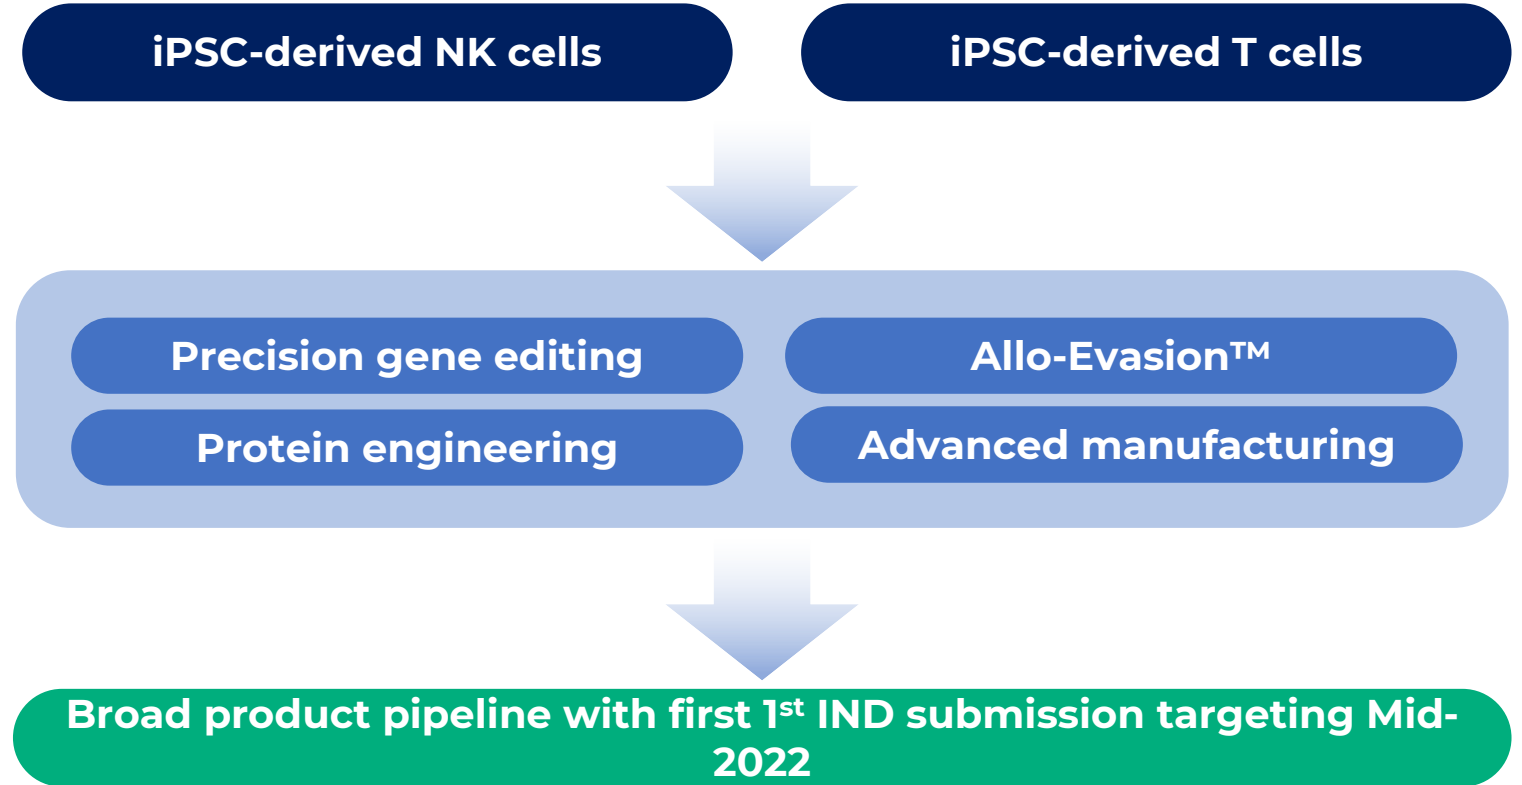 iPSC-derived NK cells
iPSC-derived T cells
Precision gene editing
Allo-Evasion™
Protein engineering
Advanced manufacturing
Broad product pipeline with first 1st IND submission targeting Mid-
2022